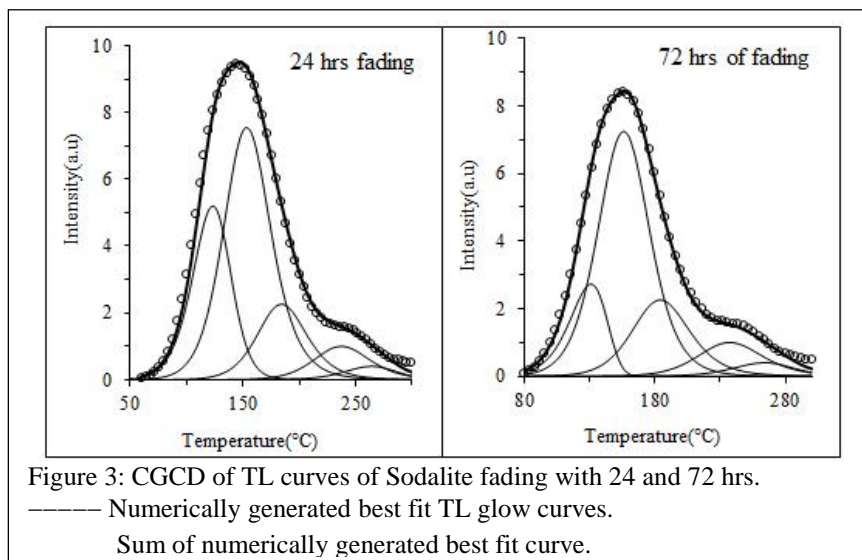 24 hrs fading
10
8
6
4
2
0
Intensity(a.u)
50 150 250
Temperature(°C)
72 hrs of fading
10
8
6
4
2
0
Intensity(a.u)
80 180 280
Temperature(°C)
Figure 3: CGCD of TL curves of Sodalite fading with 24 and 72 hrs.
––––– Numerically generated best fit TL glow curves.
Sum of numerically generated best fit curve.